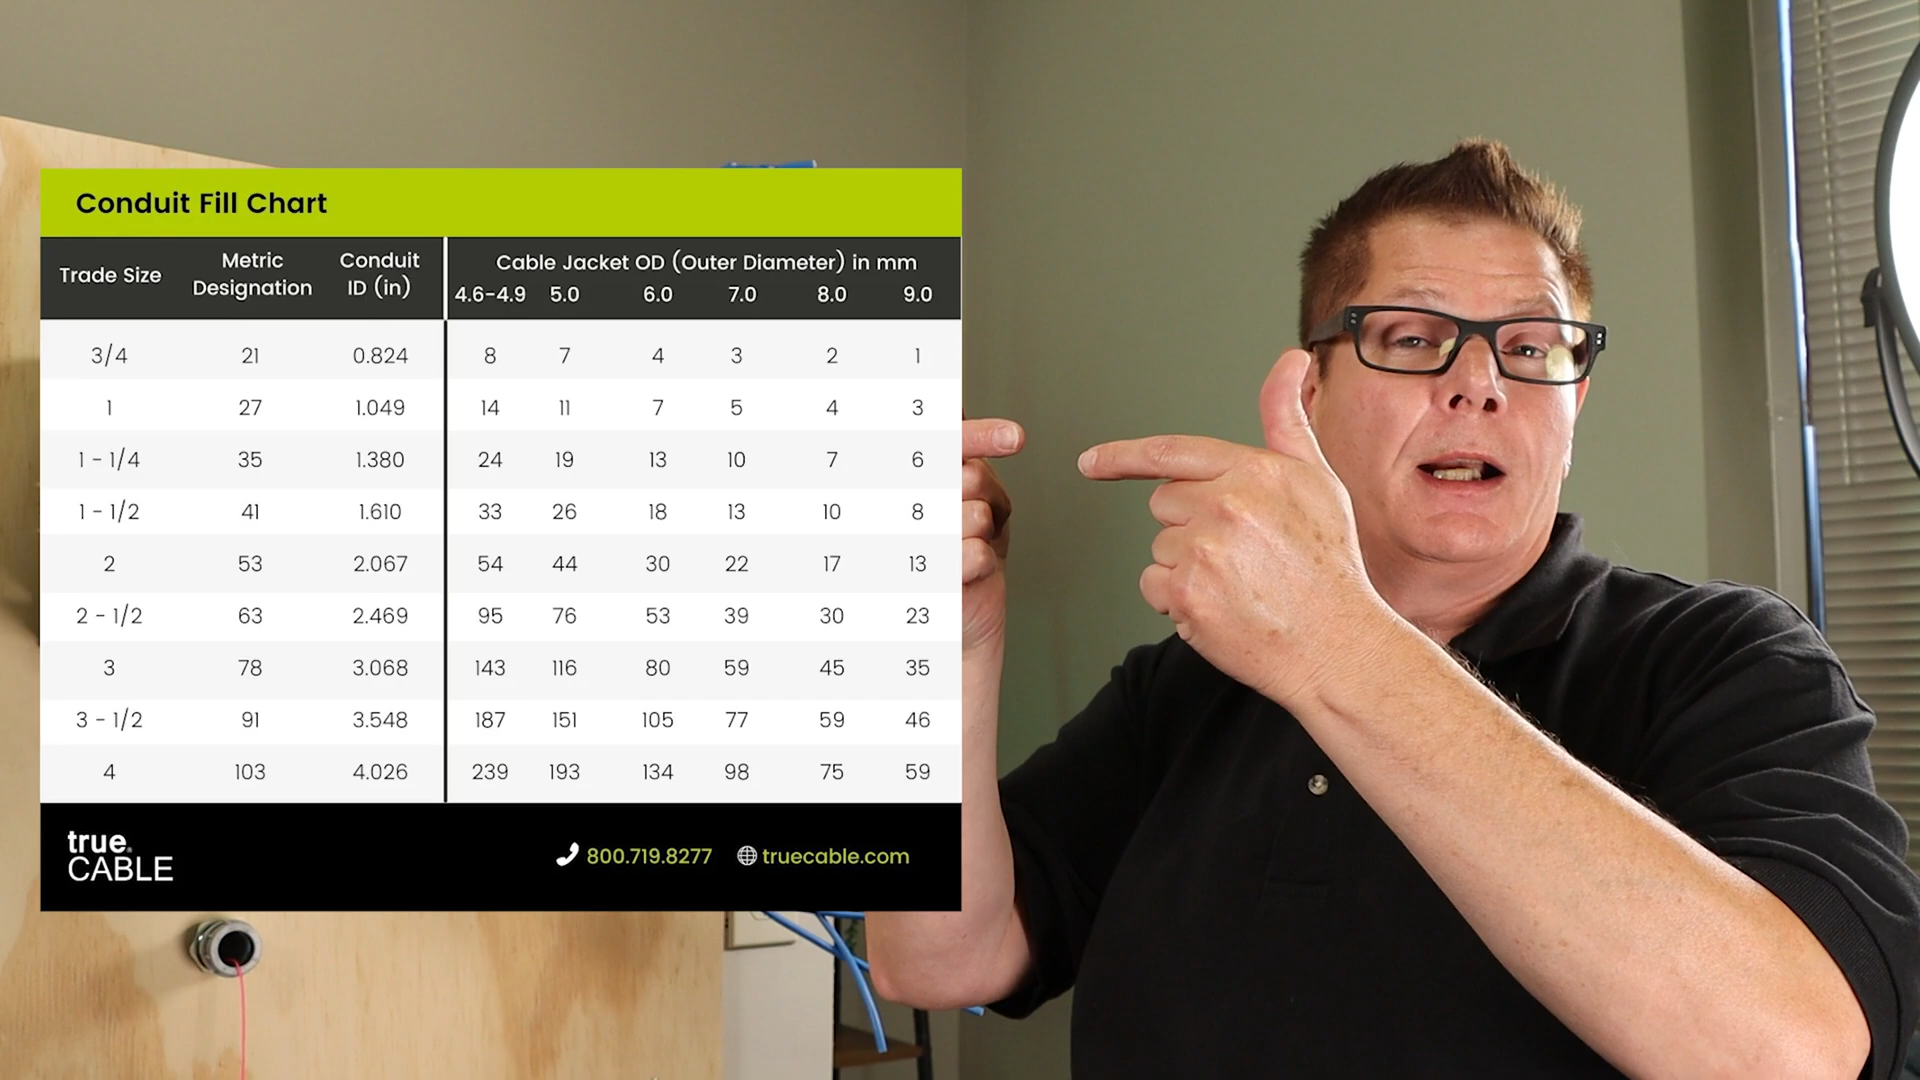 Conduit Fill Chart
Trade Size Metric Designation Conduit ID (in) Cable Jacket OD (Outer Diameter) in mm
4.6-4.9 5.0 6.0 7.0 8.0 9.0
3/4 21 0.824 8 7 4 3 2 1
1 27 1.049 14 11 7 5 4 3
1 - 1/4 35 1.380 24 19 13 10 7 6
1 - 1/2 41 1.610 33 26 18 13 10 8
2 53 2.067 54 44 30 22 17 13
2 - 1/2 63 2.469 95 76 53 39 30 23
3 78 3.068 143 116 80 59 45 35
3 - 1/2 91 3.548 187 151 105 77 59 46
4 103 4.026 239 193 134 98 75 59
true®
CABLE
800.719.8277 truecable.com